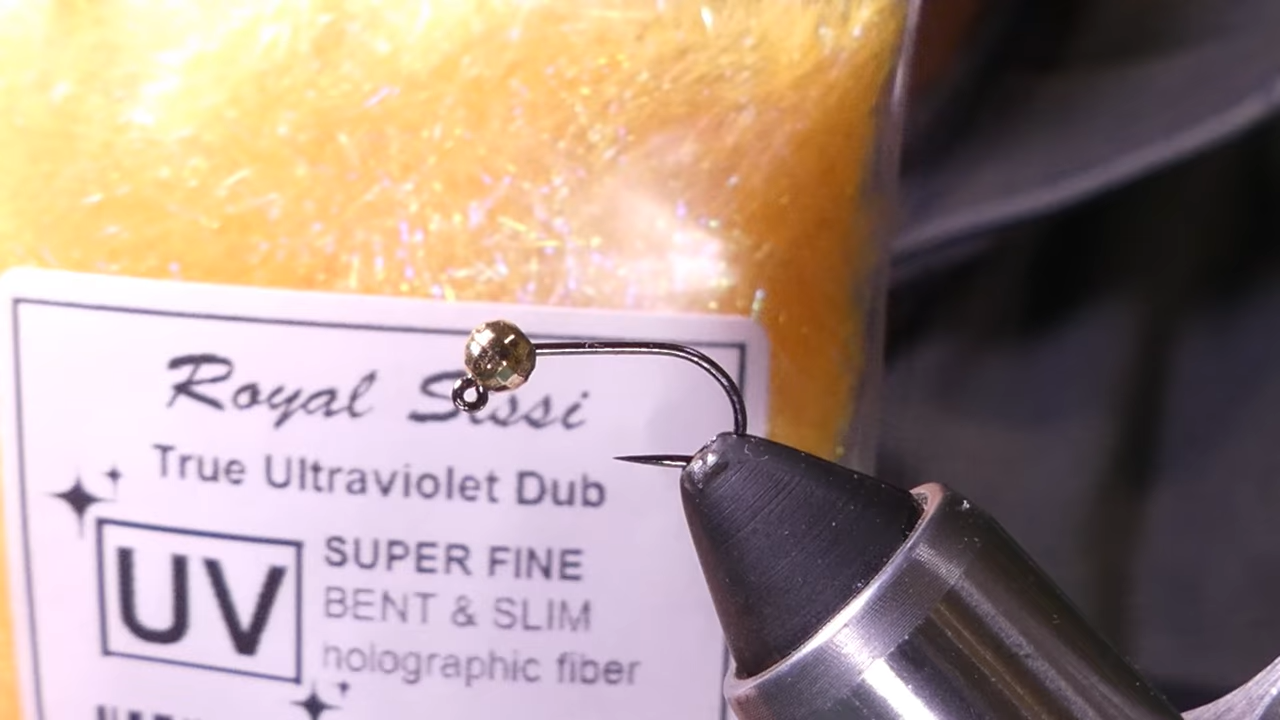 Royal Sissi
True Ultraviolet Dub
UV
SUPER FINE
BENT & SLIM
holographic fiber